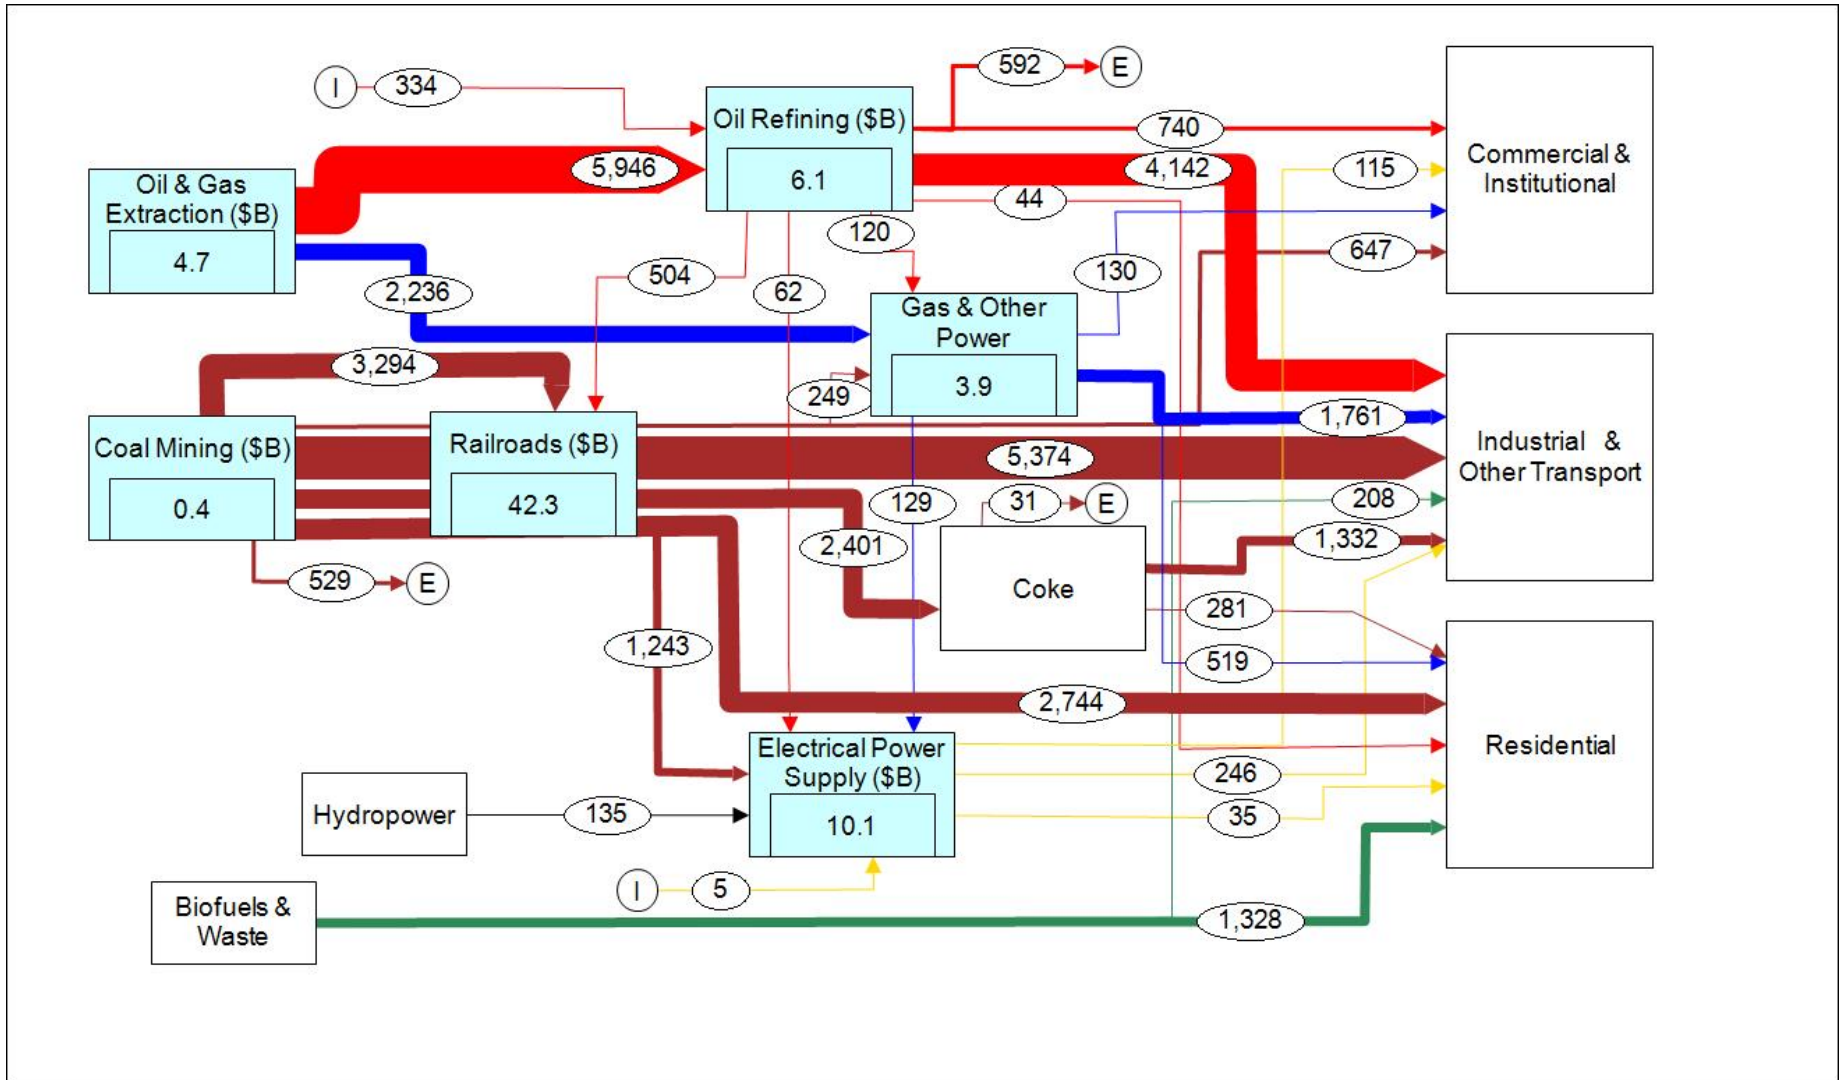 592
E
I
334
Oil Refining ($B)
6.1
740
4,142
44
115
Commercial &
Institutional
5,946
Oil & Gas
Extraction ($B)
4.7
120
130
647
504
62
2,236
Gas & Other
Power
3.9
3,294
249
1,761
Coal Mining ($B)
0.4
Railroads ($B)
42.3
5,374
Industrial &
Other Transport
31
E
129
208
1,332
2,401
529
E
Coke
281
1,243
519
2,744
Residential
Electrical Power
Supply ($B)
10.1
246
35
Hydropower
135
I
5
Biofuels &
Waste
1,328